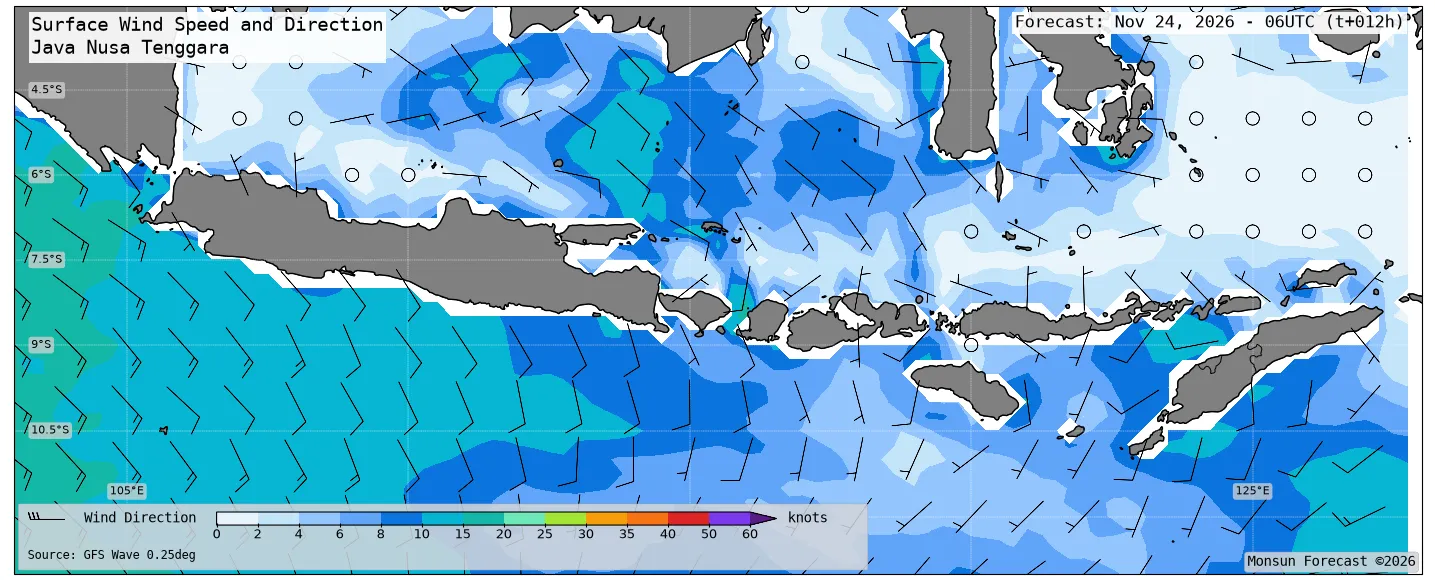 Surface Wind Speed and Direction
Java Nusa Tenggara
Forecast: Nov 24, 2026 - 06UTC (t+012h)
4.5°S
6°S
7.5°S
9°S
10.5°S
105°E
125°E
Wind Direction
0 2 4 6 8 10 15 20 25 30 35 40 50 60
knots
Source: GFS Wave 0.25deg
Monsun Forecast ©2026